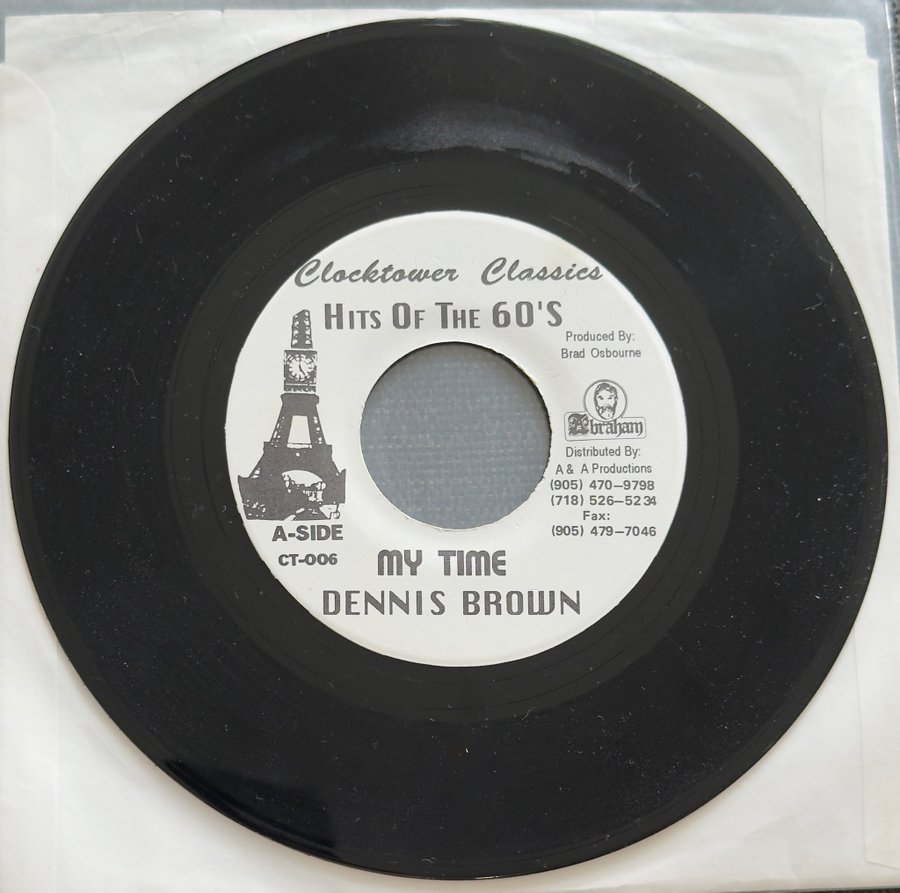 Clocktower Classics
HITS OF THE 60'S
Produced By:
Brad Osbourne
Abraham
Distributed By:
A & A Productions
(905) 470-9798
(718) 526-5234
Fax:
(905) 479-7046
A-SIDE
CT-006
MY TIME
DENNIS BROWN